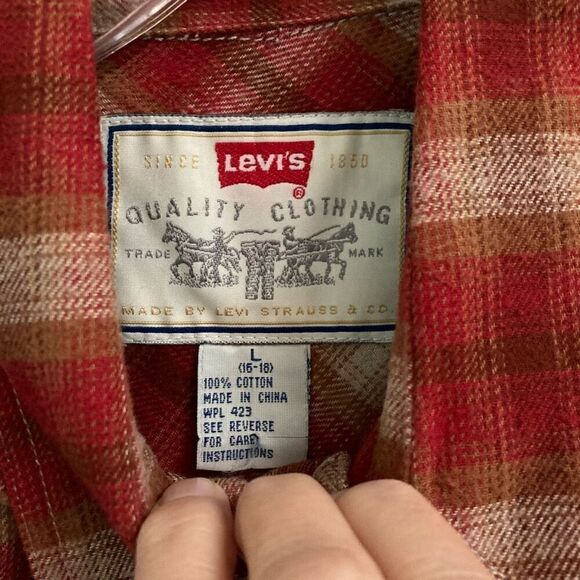 SINCE LEVI'S 1850
®
QUALITY CLOTHING
TRADE MARK
MADE BY LEVI STRAUSS & CO.
L
(16-18)
100% COTTON
MADE IN CHINA
WPL 423
SEE REVERSE
FOR CARE
INSTRUCTIONS